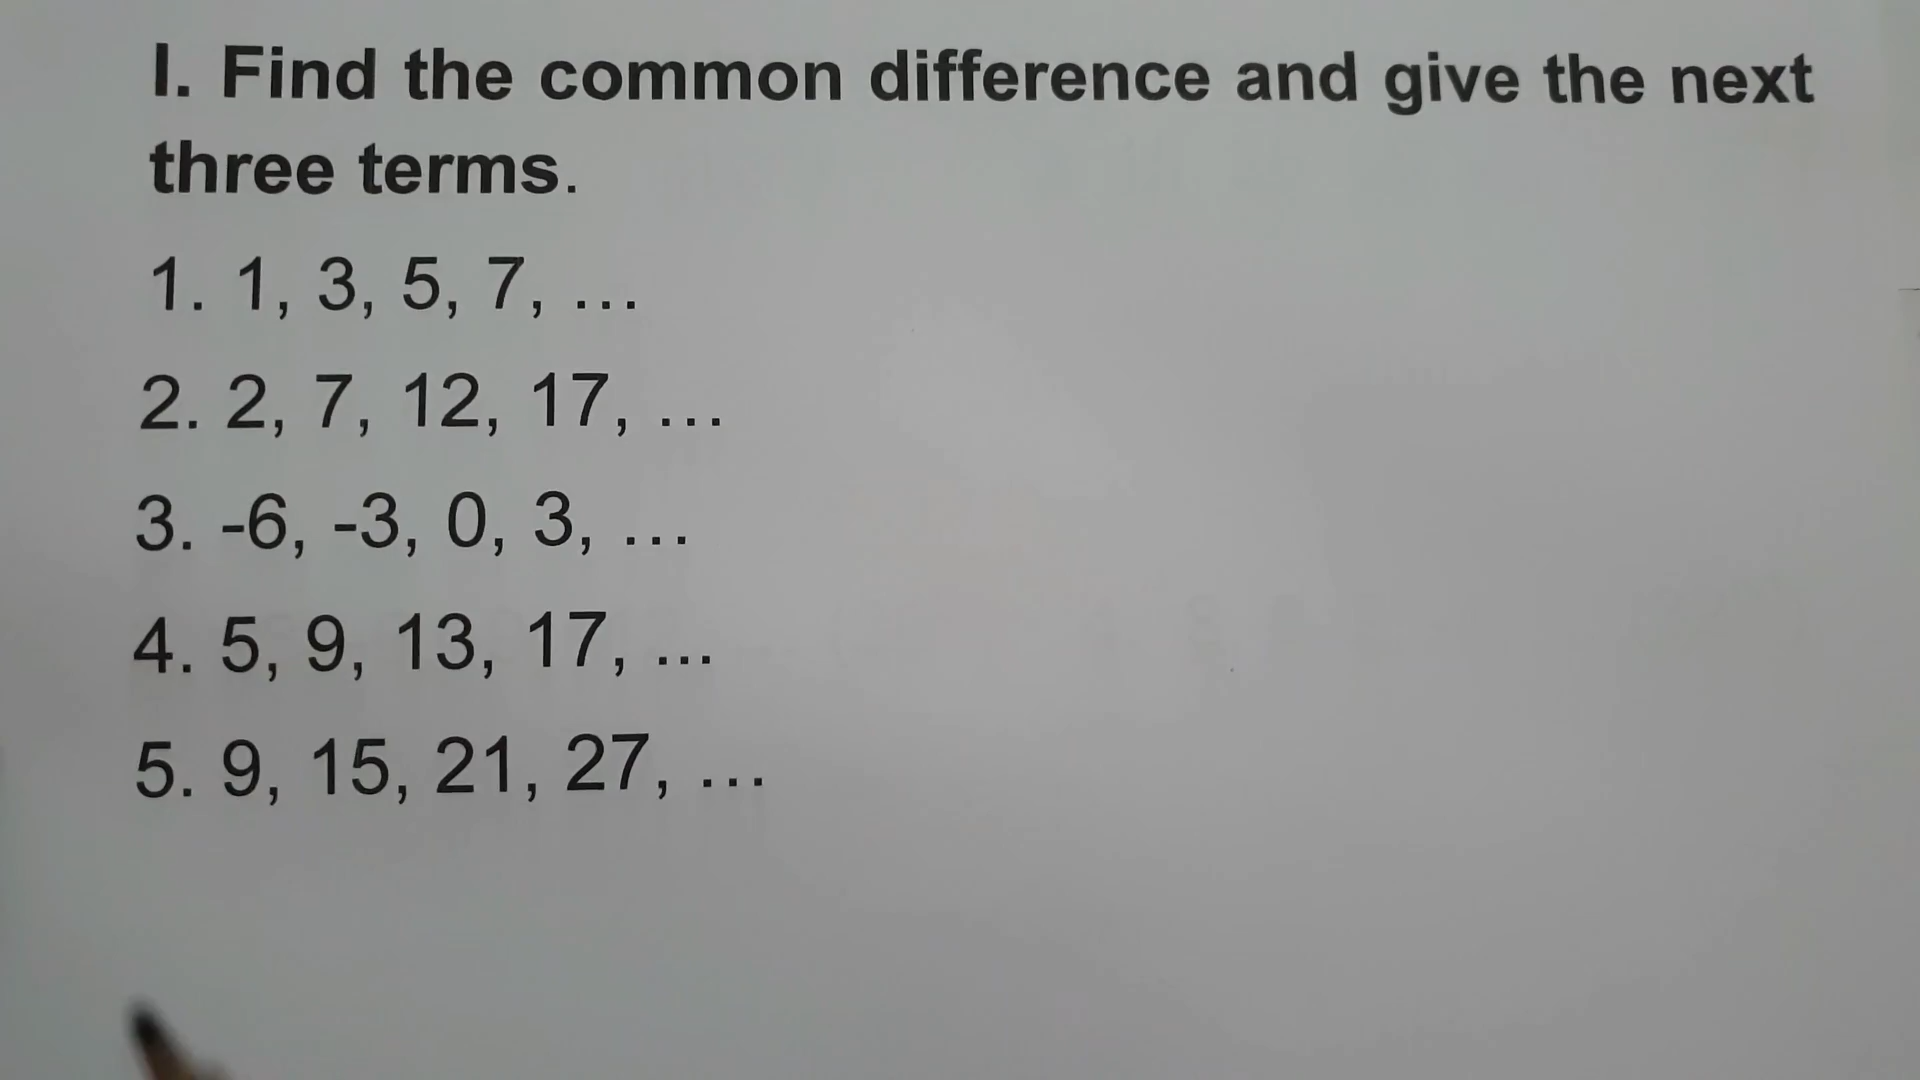 I. Find the common difference and give the next
three terms.
1. 1, 3, 5, 7, ...
2. 2, 7, 12, 17, ...
3. -6, -3, 0, 3, ...
4. 5, 9, 13, 17, ...
5. 9, 15, 21, 27, ...